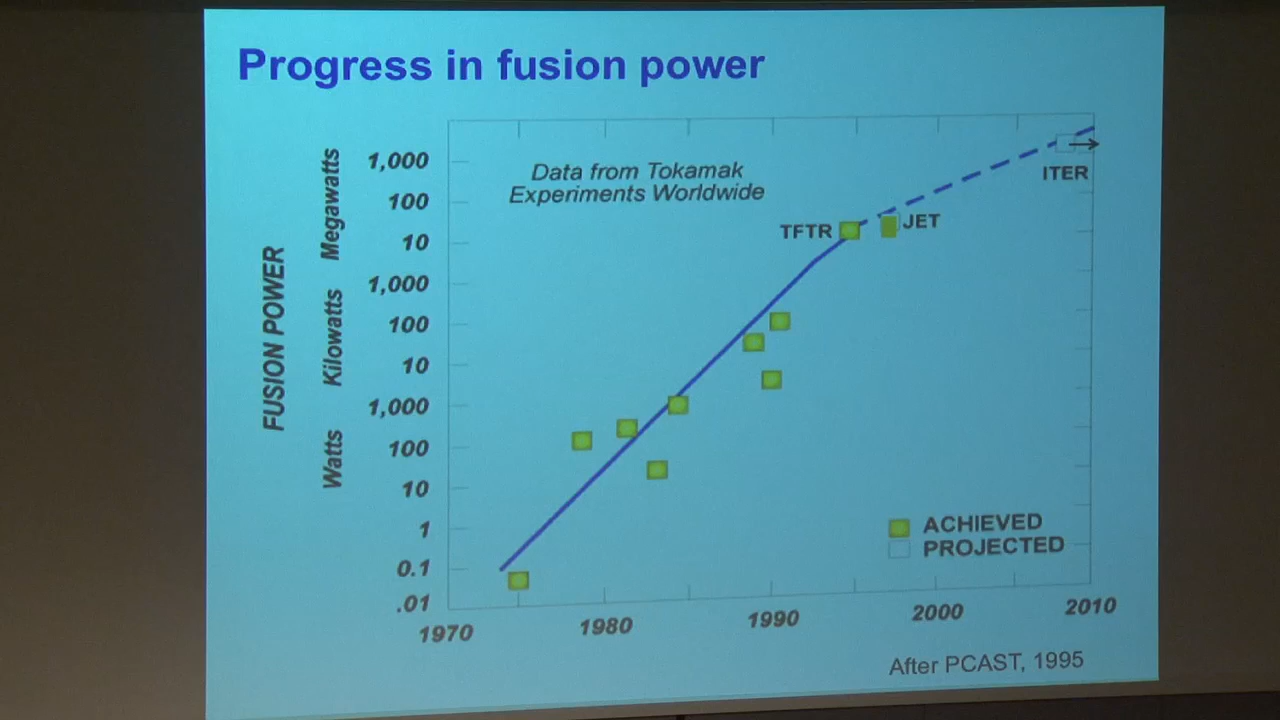 Progress in fusion power
Data from Tokamak
Experiments Worldwide
FUSION POWER
Megawatts
Kilowatts
Watts
1,000
100
10
1,000
100
10
1,000
100
10
1
0.1
.01
TFTR
JET
ITER
ACHIEVED
PROJECTED
1970
1980
1990
2000
2010
After PCAST, 1995